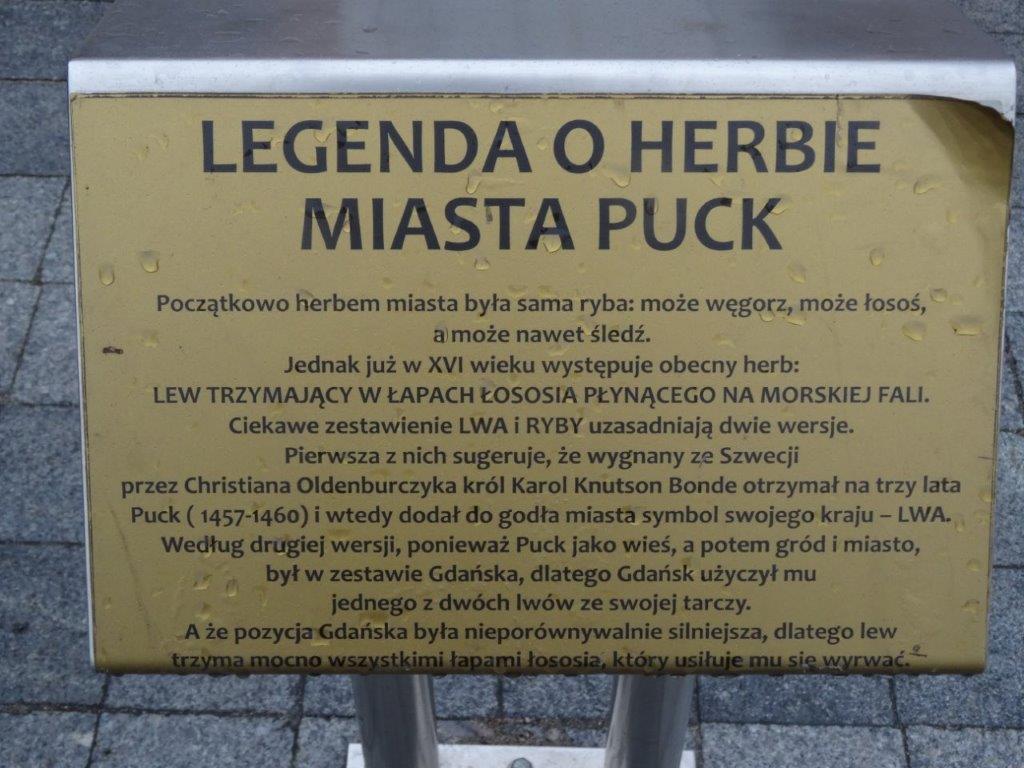 LEGENDA O HERBIE
MIASTA PUCK
Początkowo herbem miasta była sama ryba: może węgorz, może łosoś,
a może nawet śledź.
Jednak już w XVI wieku występuje obecny herb:
LEW TRZYMAJĄCY W ŁAPACH ŁOSOSIA PŁYNĄCEGO NA MORSKIEJ FALI.
Ciekawe zestawienie LWA i RYBY uzasadniają dwie wersje.
Pierwsza z nich sugeruje, że wygnany ze Szwecji
przez Christiana Oldenburczyka król Karol Knutson Bonde otrzymał na trzy lata
Puck ( 1457-1460) i wtedy dodał do godła miasta symbol swojego kraju – LWA.
Według drugiej wersji, ponieważ Puck jako wieś, a potem gród i miasto,
był w zestawie Gdańska, dlatego Gdańsk użyczył mu
jednego z dwóch lwów ze swojej tarczy.
A że pozycja Gdańska była nieporównywalnie silniejsza, dlatego lew
trzyma mocno wszystkimi łapami łososia, który usiłuje mu się wyrwać.